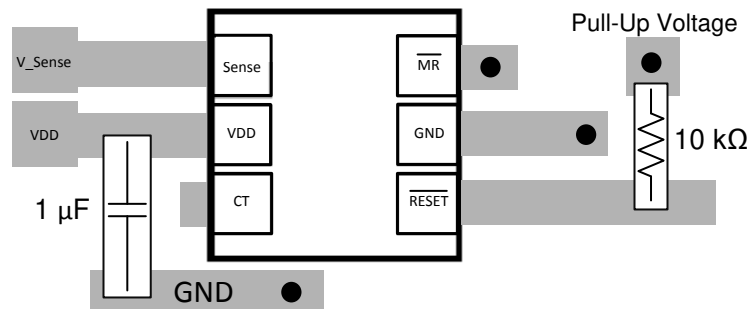 Pull-Up Voltage
V_Sense
Sense
MR
VDD
VDD
GND
10 kΩ
1 µF
CT
RESET
GND